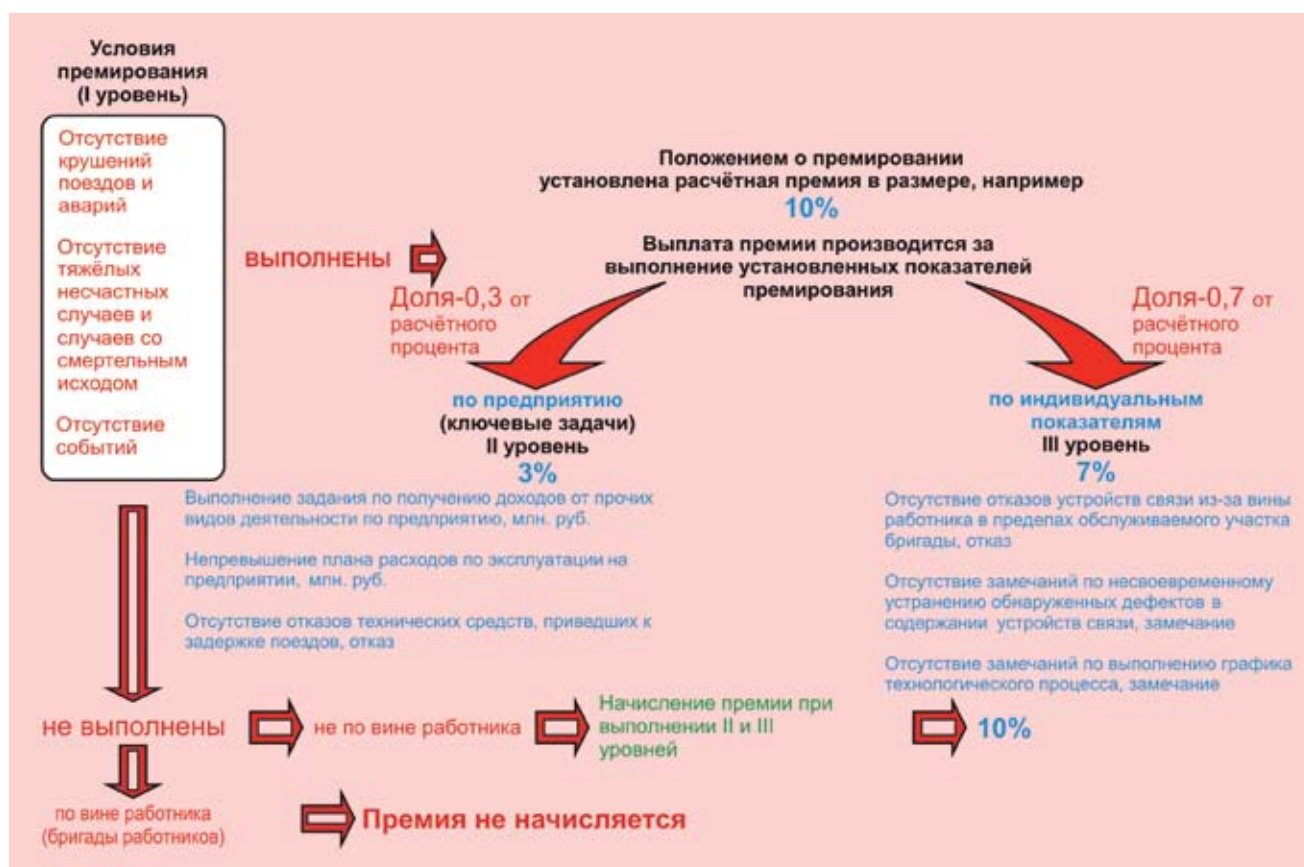 Условия
премирования
(I уровень)
Отсутствие
крушений
поездов и
аварий
Отсутствие
тяжёлых
несчастных
случаев и
случаев со
смертельным
исходом
Отсутствие
событий
ВЫПОЛНЕНЫ
Положением о премировании
установлена расчётная премия в размере, например
10%
Выплата премии производится за
выполнение установленных показателей
премирования
Доля-0,3 от
расчётного
процента
Доля-0,7 от
расчётного
процента
по предприятию
(ключевые задачи)
II уровень
3%
Выполнение задания по получению доходов от прочих
видов деятельности по предприятию, млн. руб.
Непревышение плана расходов по эксплуатации на
предприятии, млн. руб.
Отсутствие отказов технических средств, приведших к
задержке поездов, отказ
по индивидуальным
показателям
III уровень
7%
Отсутствие отказов устройств связи из-за вины
работника в пределах обслуживаемого участка
бригады, отказ
Отсутствие замечаний по несвоевременному
устранению обнаруженных дефектов в
содержании устройств связи, замечание
Отсутствие замечаний по выполнению графика
технологического процесса, замечание
не выполнены
не по вине работника
Начисление премии при
выполнении II и III
уровней
10%
по вине работника
(бригады работников)
Премия не начисляется